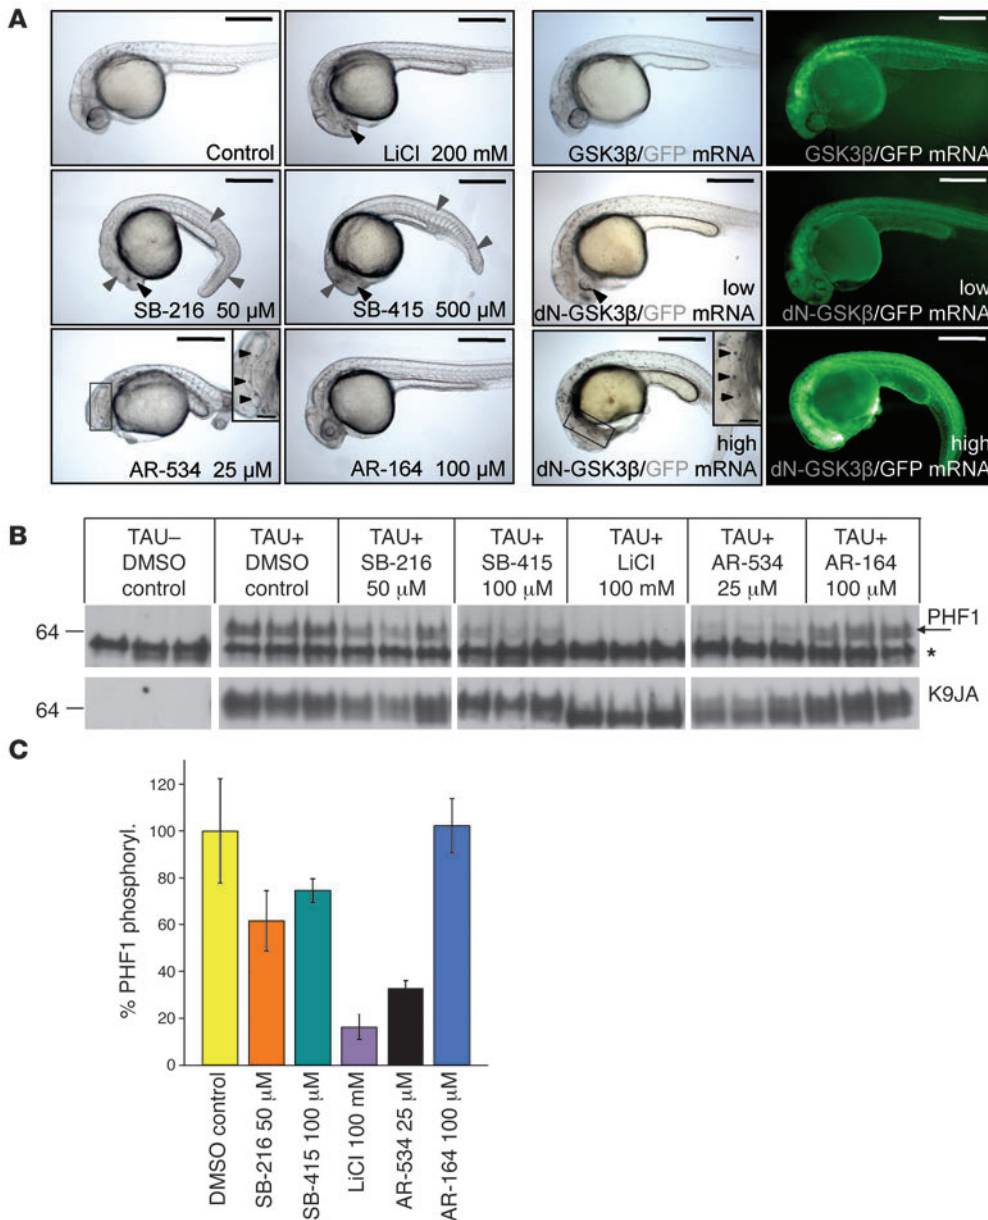 A
Control
LiCl 200 mM
GSK3β/GFP mRNA
GSK3β/GFP mRNA
SB-216 50 µM
SB-415 500 µM
low
dN-GSK3β/GFP mRNA
low
dN-GSK3β/GFP mRNA
AR-534 25 µM
AR-164 100 µM
high
dN-GSK3β/GFP mRNA
high
dN-GSK3β/GFP mRNA
B
TAU–
DMSO
control
TAU+
DMSO
control
TAU+
SB-216
50 µM
TAU+
SB-415
100 µM
TAU+
LiCl
100 mM
TAU+
AR-534
25 µM
TAU+
AR-164
100 µM
64
PHF1
*
64
K9JA
C
% PHF1 phosphoryl.
120
100
80
60
40
20
0
DMSO control
SB-216 50 µM
SB-415 100 µM
LiCl 100 mM
AR-534 25 µM
AR-164 100 µM